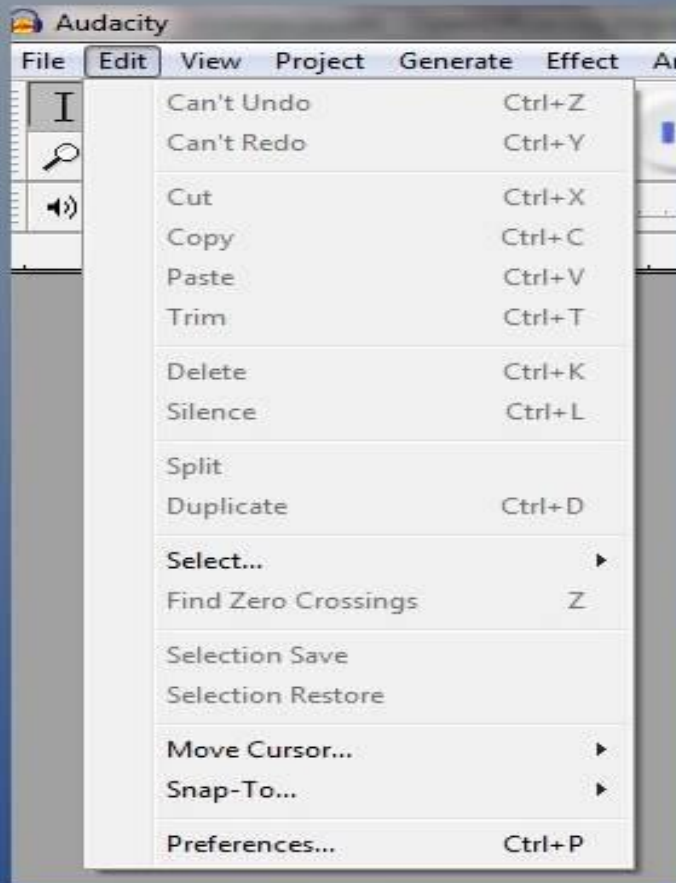 Audacity
File Edit View Project Generate Effect
Can't Undo Ctrl+Z
Can't Redo Ctrl+Y
Cut Ctrl+X
Copy Ctrl+C
Paste Ctrl+V
Trim Ctrl+T
Delete Ctrl+K
Silence Ctrl+L
Split
Duplicate Ctrl+D
Select...
Find Zero Crossings Z
Selection Save
Selection Restore
Move Cursor...
Snap-To...
Preferences... Ctrl+P